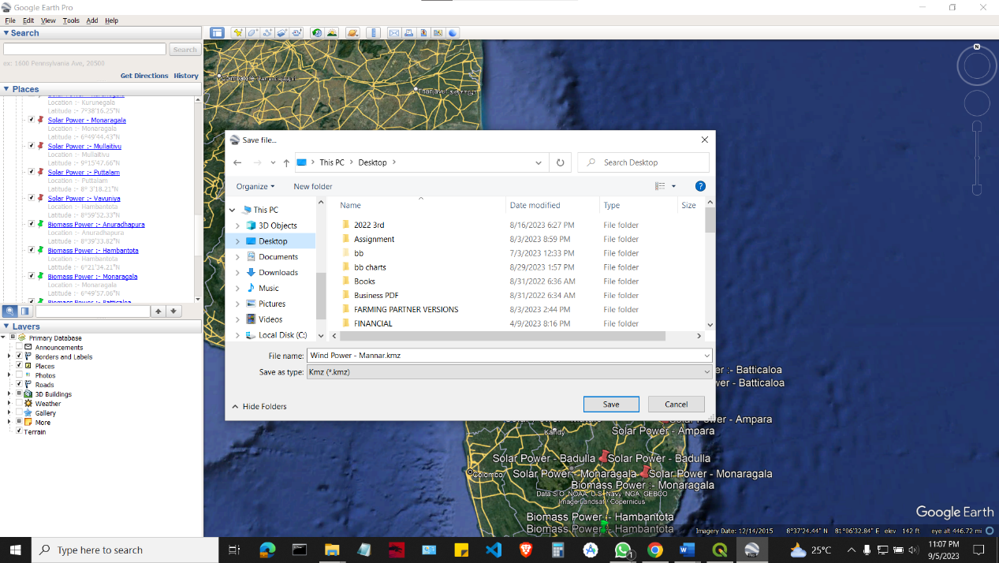 Google Earth Pro
File Edit View Tools Add Help
Search
Search
ex: 1600 Pennsylvania Ave, 20500
Get Directions History
Places
Location :- Kurunegala
Latitude :- 7°38'16.25"N
Solar Power - Monaragala
Location :- Monaragala
Latitude :- 6°49'44.43"N
Solar Power :- Mullaitivu
Location :- Mullaitivu
Latitude :- 9°15'47.66"N
Solar Power :- Puttalam
Location :- Puttalam
Latitude :- 8° 3'18.21"N
Solar Power :- Vavuniya
Location :- Hambantota
Latitude :- 8°59'52.33"N
Biomass Power :- Anuradhapura
Location :- Anuradhapura
Latitude :- 8°39'33.82"N
Biomass Power :- Hambantota
Location :- Hambantota
Latitude :- 6°21'34.21"N
Biomass Power :- Monaragala
Location :- Monaragala
Latitude :- 6°49'57.06"N
Biomass Power :- Batticaloa
Layers
Primary Database
Announcements
Borders and Labels
Places
Photos
Roads
3D Buildings
Weather
Gallery
More
Terrain
Coimbatore
Thanjavur
Save file...
This PC > Desktop >
Search Desktop
Organize New folder
This PC
3D Objects
Desktop
Documents
Downloads
Music
Pictures
Videos
Local Disk (C:)
Name Date modified Type Size
2022 3rd 8/16/2023 6:27 PM File folder
Assignment 8/3/2023 8:59 PM File folder
bb 7/3/2023 12:33 PM File folder
bb charts 8/29/2023 1:57 PM File folder
Books 8/31/2022 6:36 AM File folder
Business PDF 8/31/2022 6:34 AM File folder
FARMING PARTNER VERSIONS 8/3/2023 2:44 PM File folder
FINANCIAL 4/9/2023 8:16 PM File folder
File name: Wind Power - Mannar.kmz
Save as type: Kmz (*.kmz)
Hide Folders
Save Cancel
er :- Batticaloa
wer - Batticaloa
Power - Ampara
Kandy
Solar Power - Ampara
Solar Power - Badulla Solar Power - Badulla
Colombo
Solar Power - Monaragala Solar Power - Monaragala
Biomass Power :- Monaragala
Data SIO, NOAA, U.S. Navy, NGA, GEBCO
Image Landsat / Copernicus
Biomass Power :- Hambantota
Biomass Power :- Hambantota
Google Earth
Imagery Date: 12/14/2015 8°37'24.44" N 81°06'32.84" E elev 142 ft eye alt 446.72 mi
N
Type here to search
1
25°C
11:07 PM
9/5/2023